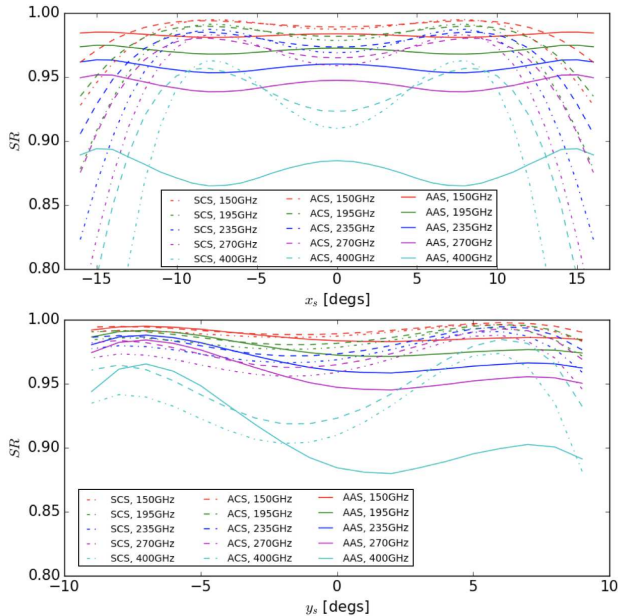 1.00
0.95
0.90
0.85
0.80
SR
SCS, 150GHz ACS, 150GHz AAS, 150GHz
SCS, 195GHz ACS, 195GHz AAS, 195GHz
SCS, 235GHz ACS, 235GHz AAS, 235GHz
SCS, 270GHz ACS, 270GHz AAS, 270GHz
SCS, 400GHz ACS, 400GHz AAS, 400GHz
−15 −10 −5 0 5 10 15
x_s [degs]
1.00
0.95
0.90
0.85
0.80
SR
SCS, 150GHz ACS, 150GHz AAS, 150GHz
SCS, 195GHz ACS, 195GHz AAS, 195GHz
SCS, 235GHz ACS, 235GHz AAS, 235GHz
SCS, 270GHz ACS, 270GHz AAS, 270GHz
SCS, 400GHz ACS, 400GHz AAS, 400GHz
−10 −5 0 5 10
y_s [degs]